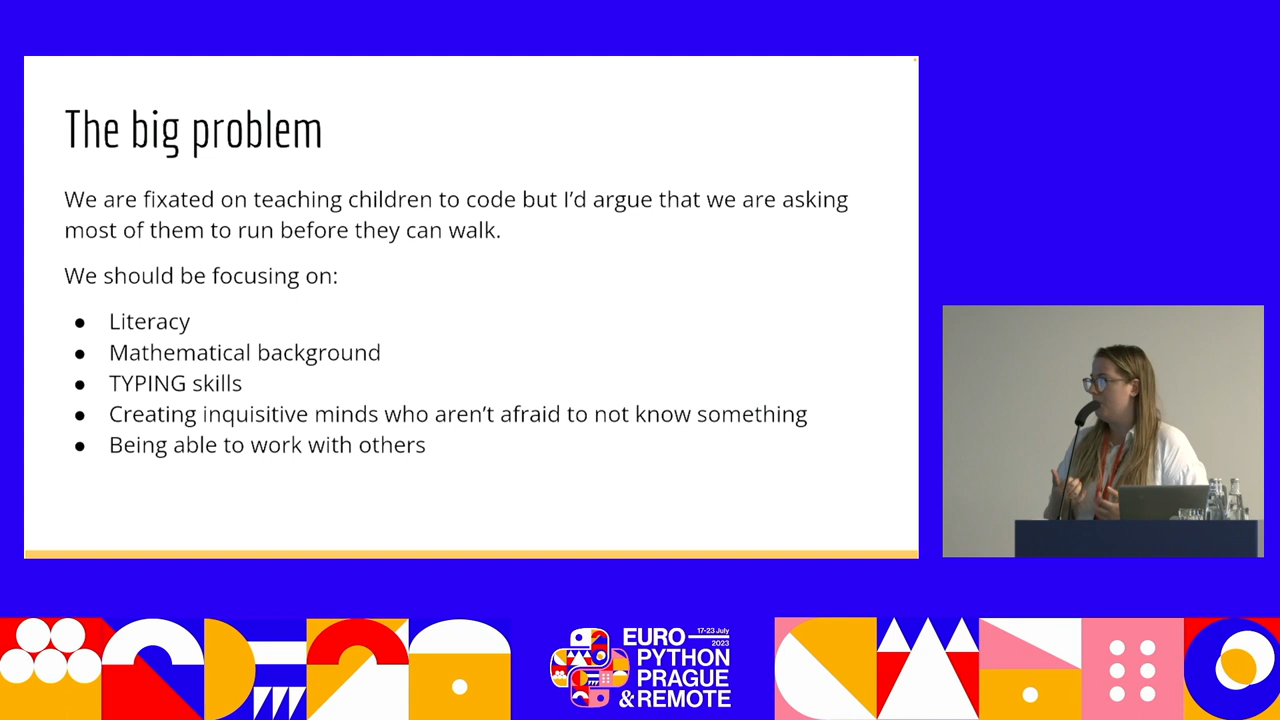 The big problem
We are fixated on teaching children to code but I'd argue that we are asking
most of them to run before they can walk.
We should be focusing on:
● Literacy
● Mathematical background
● TYPING skills
● Creating inquisitive minds who aren't afraid to not know something
● Being able to work with others
EURO
17-23 July
2023
PYTHON
PRAGUE
& REMOTE